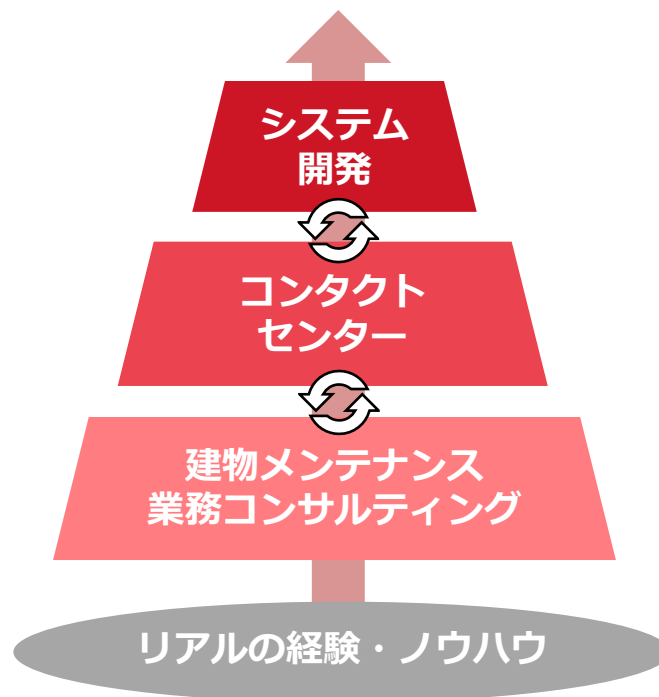 システム
開発
コンタクト
センター
建物メンテナンス
業務コンサルティング
リアルの経験・ノウハウ